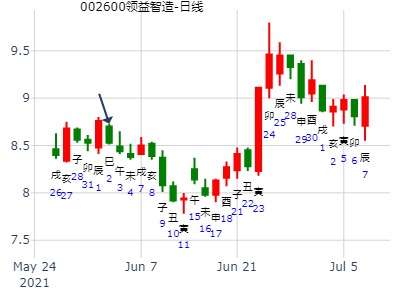 002600领益智造-日线
9.5
9
8.5
8
7.5
戌
26
亥
27
子
28
卯
31
辰
1
巳
2
午
3
未
4
戌
7
亥
8
子
9
丑
10
寅
11
午
15
未
16
申
17
酉
18
子
21
丑
22
寅
23
卯
24
辰
25
未
28
申
29
酉
30
戌
1
亥
2
寅
5
卯
6
辰
7
May 24
2021
Jun 7
Jun 21
Jul 5